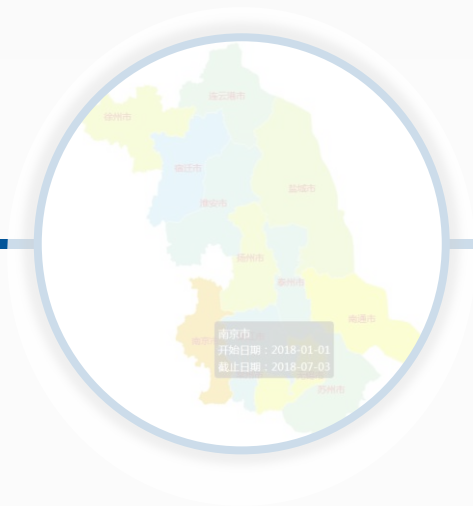 连云港市
徐州市
宿迁市
淮安市
盐城市
扬州市
泰州市
南通市
南京市
开始日期：2018-01-01
截止日期：2018-07-03
苏州市